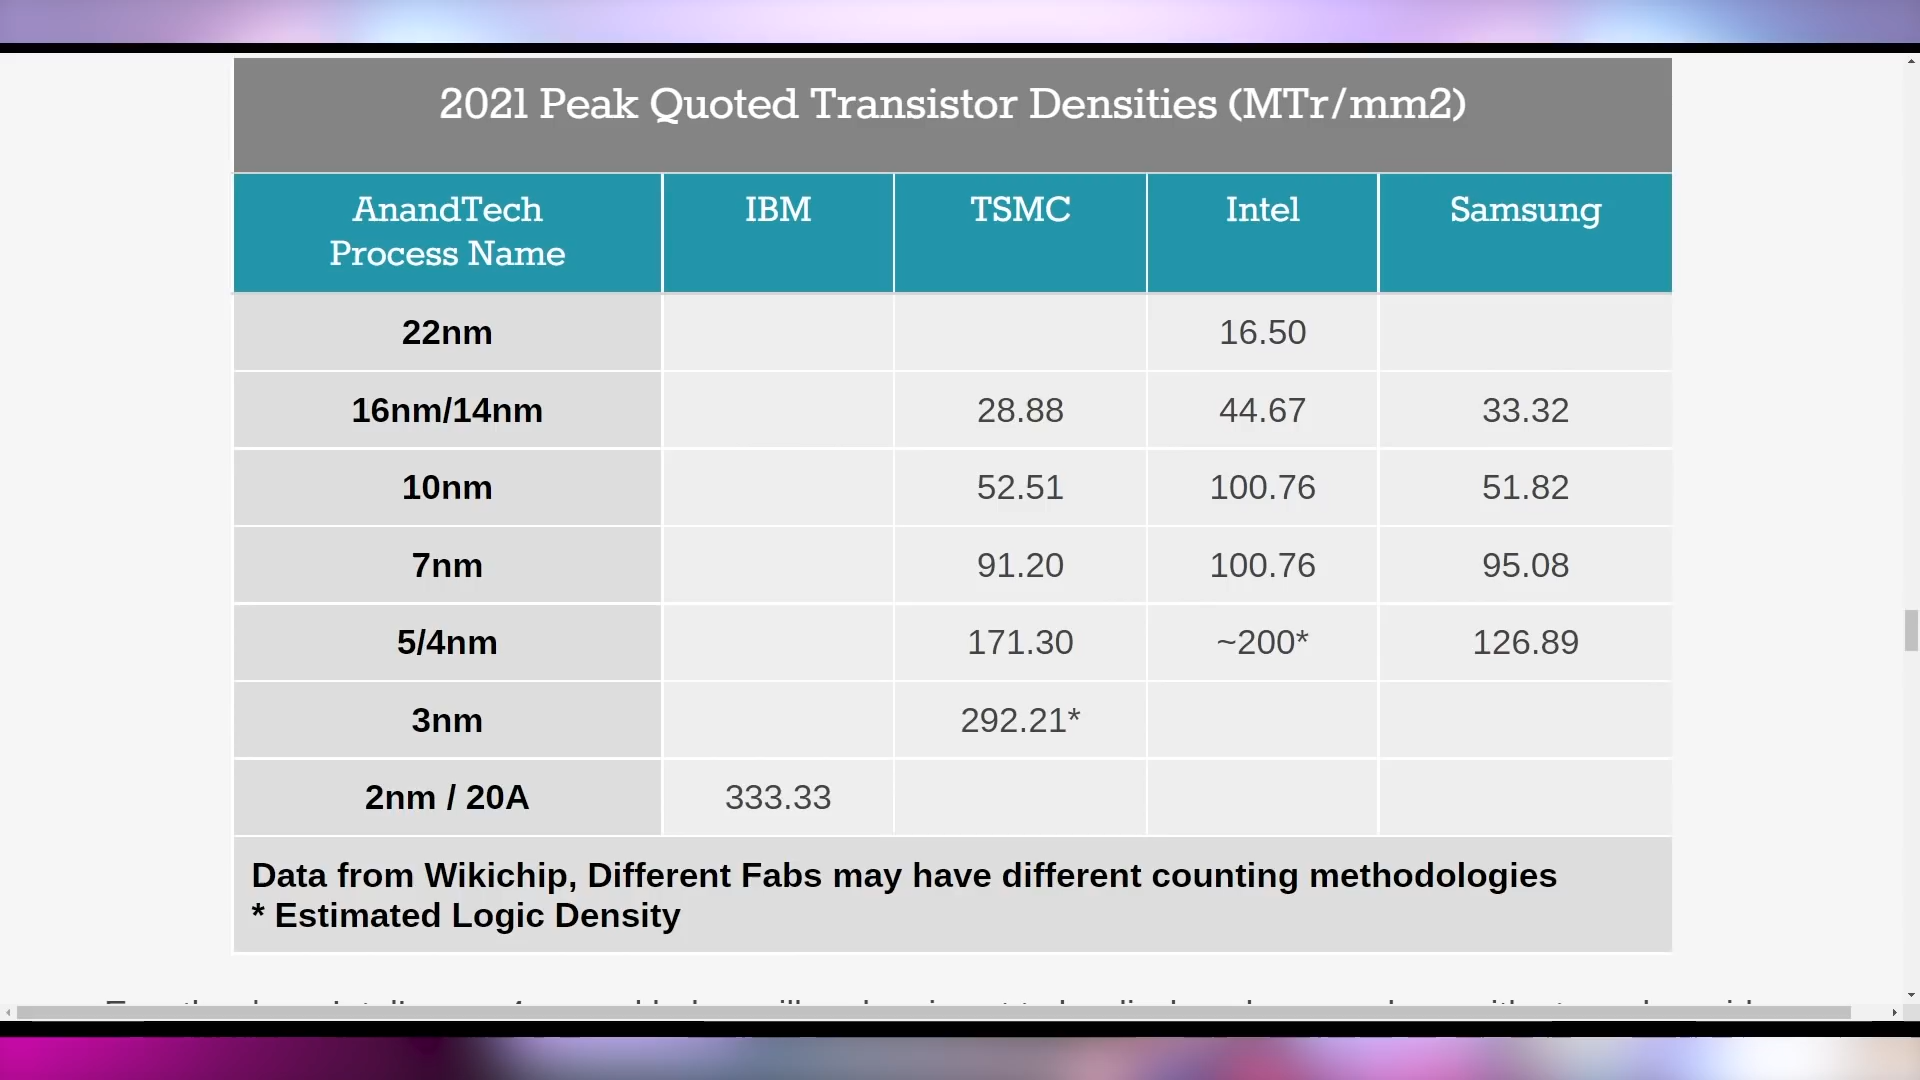 2021 Peak Quoted Transistor Densities (MTr/mm2)
AnandTech IBM TSMC Intel Samsung
Process Name
22nm 16.50
16nm/14nm 28.88 44.67 33.32
10nm 52.51 100.76 51.82
7nm 91.20 100.76 95.08
5/4nm 171.30 ~200* 126.89
3nm 292.21*
2nm / 20A 333.33
Data from Wikichip, Different Fabs may have different counting methodologies
* Estimated Logic Density